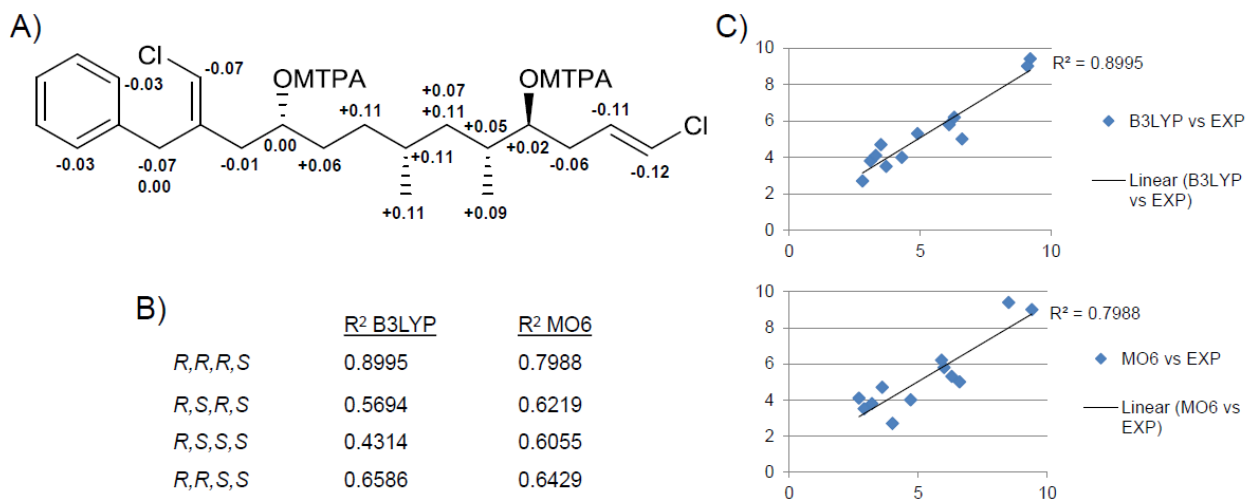 A)
Cl
-0.07
-0.03
OMTPA
OMTPA
+0.07
+0.11
+0.11
-0.11
Cl
+0.05
-0.03
-0.07
0.00
-0.01
0.00
+0.06
+0.11
+0.02
-0.06
-0.12
+0.11
+0.09
B)
R² B3LYP R² MO6
R,R,R,S 0.8995 0.7988
R,S,R,S 0.5694 0.6219
R,S,S,S 0.4314 0.6055
R,R,S,S 0.6586 0.6429
C)
10
8
6
4
2
0
0 5 10
R² = 0.8995
B3LYP vs EXP
Linear (B3LYP
vs EXP)
10
8
6
4
2
0
0 5 10
R² = 0.7988
MO6 vs EXP
Linear (MO6 vs
EXP)